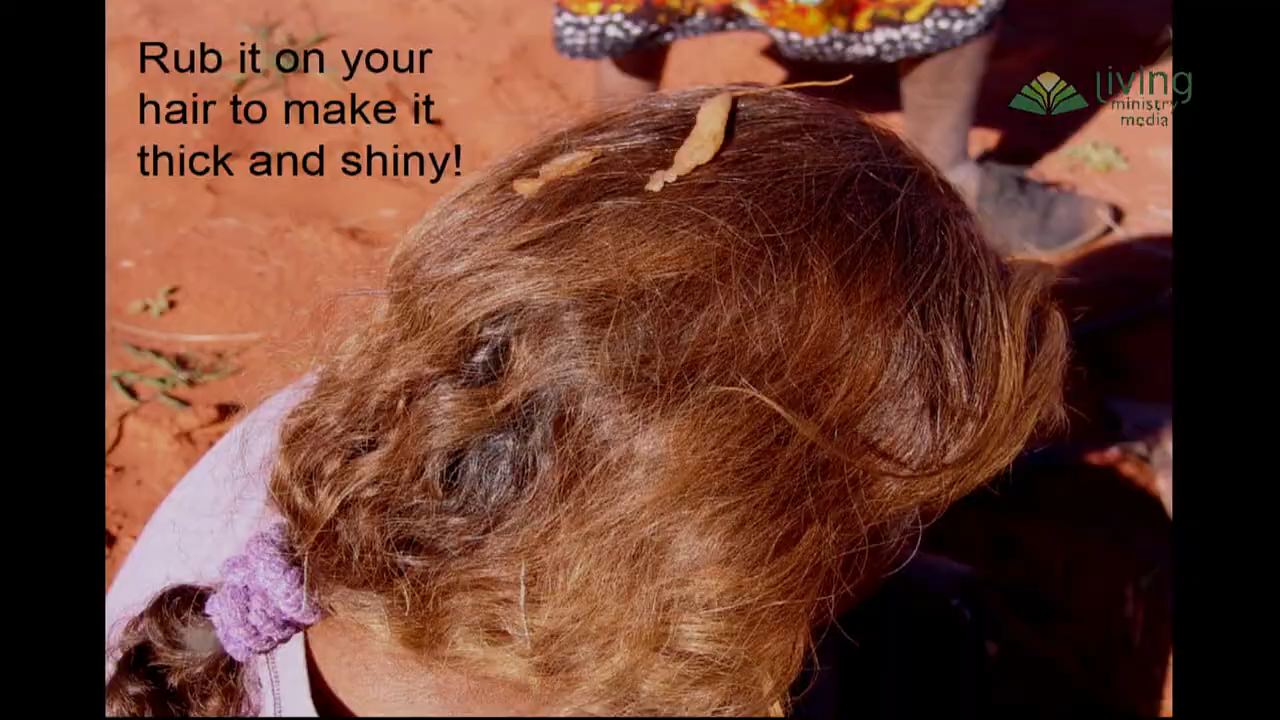 Rub it on your
hair to make it
thick and shiny!
living
ministry
media